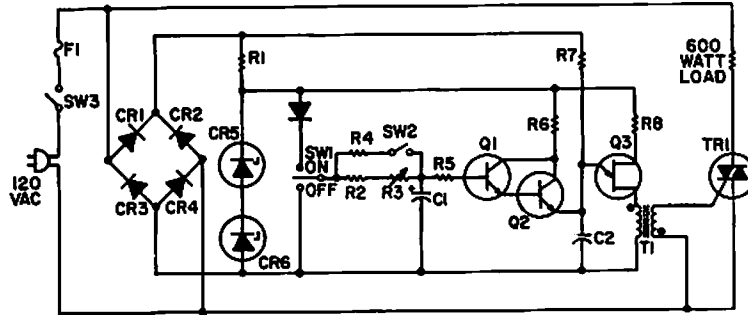 F1
SW3
120
VAC
CR1
CR2
CR3
CR4
R1
CR5
CR6
SW1
ON
OFF
R4
SW2
R2
R3
+
C1
R5
Q1
Q2
R6
R7
Q3
R8
C2
T1
600
WATT
LOAD
TR1